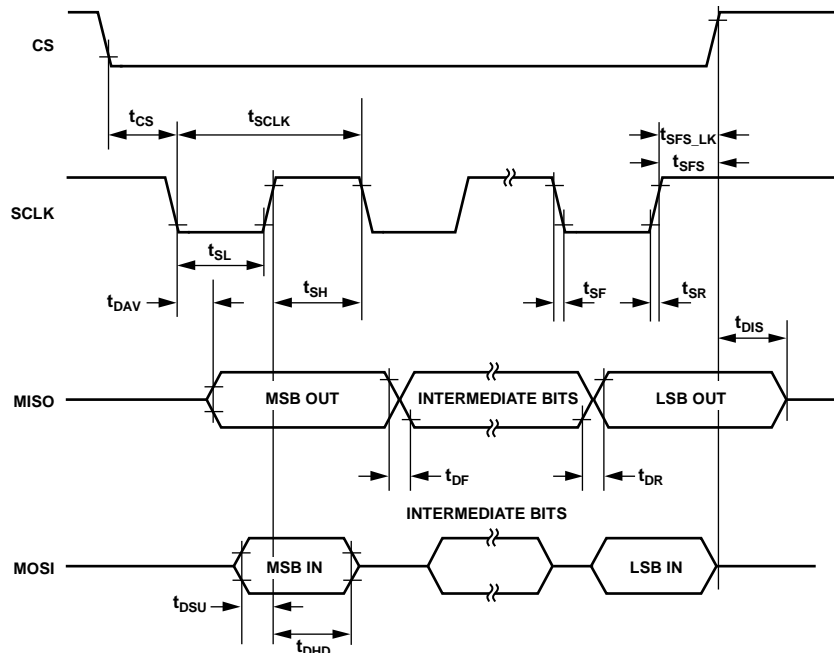 CS
tCS
tSCLK
tSFS_LK
tSFS
SCLK
tSL
tSH
tSF
tSR
tDAV
tDIS
MISO
MSB OUT
INTERMEDIATE BITS
LSB OUT
tDF
tDR
INTERMEDIATE BITS
MOSI
MSB IN
LSB IN
tDSU
tDHD